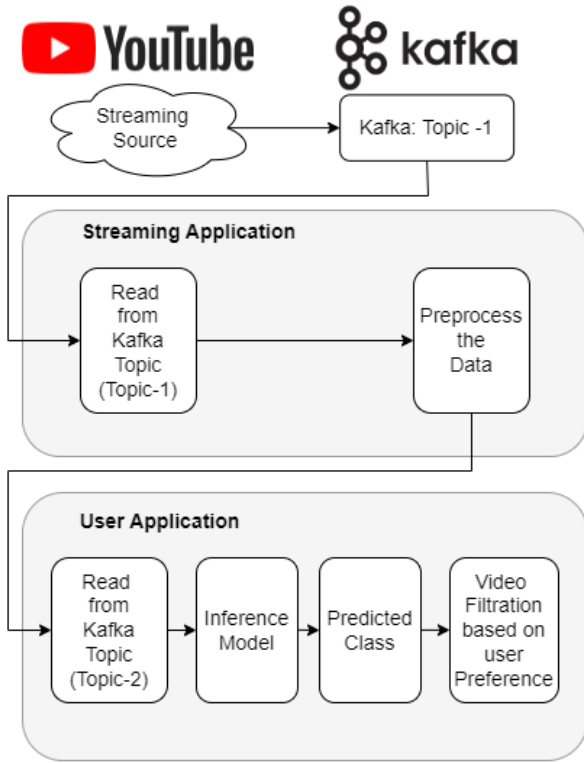 YouTube
kafka
Streaming
Source
Kafka: Topic -1
Streaming Application
Read
from
Kafka
Topic
(Topic-1)
Preprocess
the
Data
User Application
Read
from
Kafka
Topic
(Topic-2)
Inference
Model
Predicted
Class
Video
Filtration
based on
user
Preference